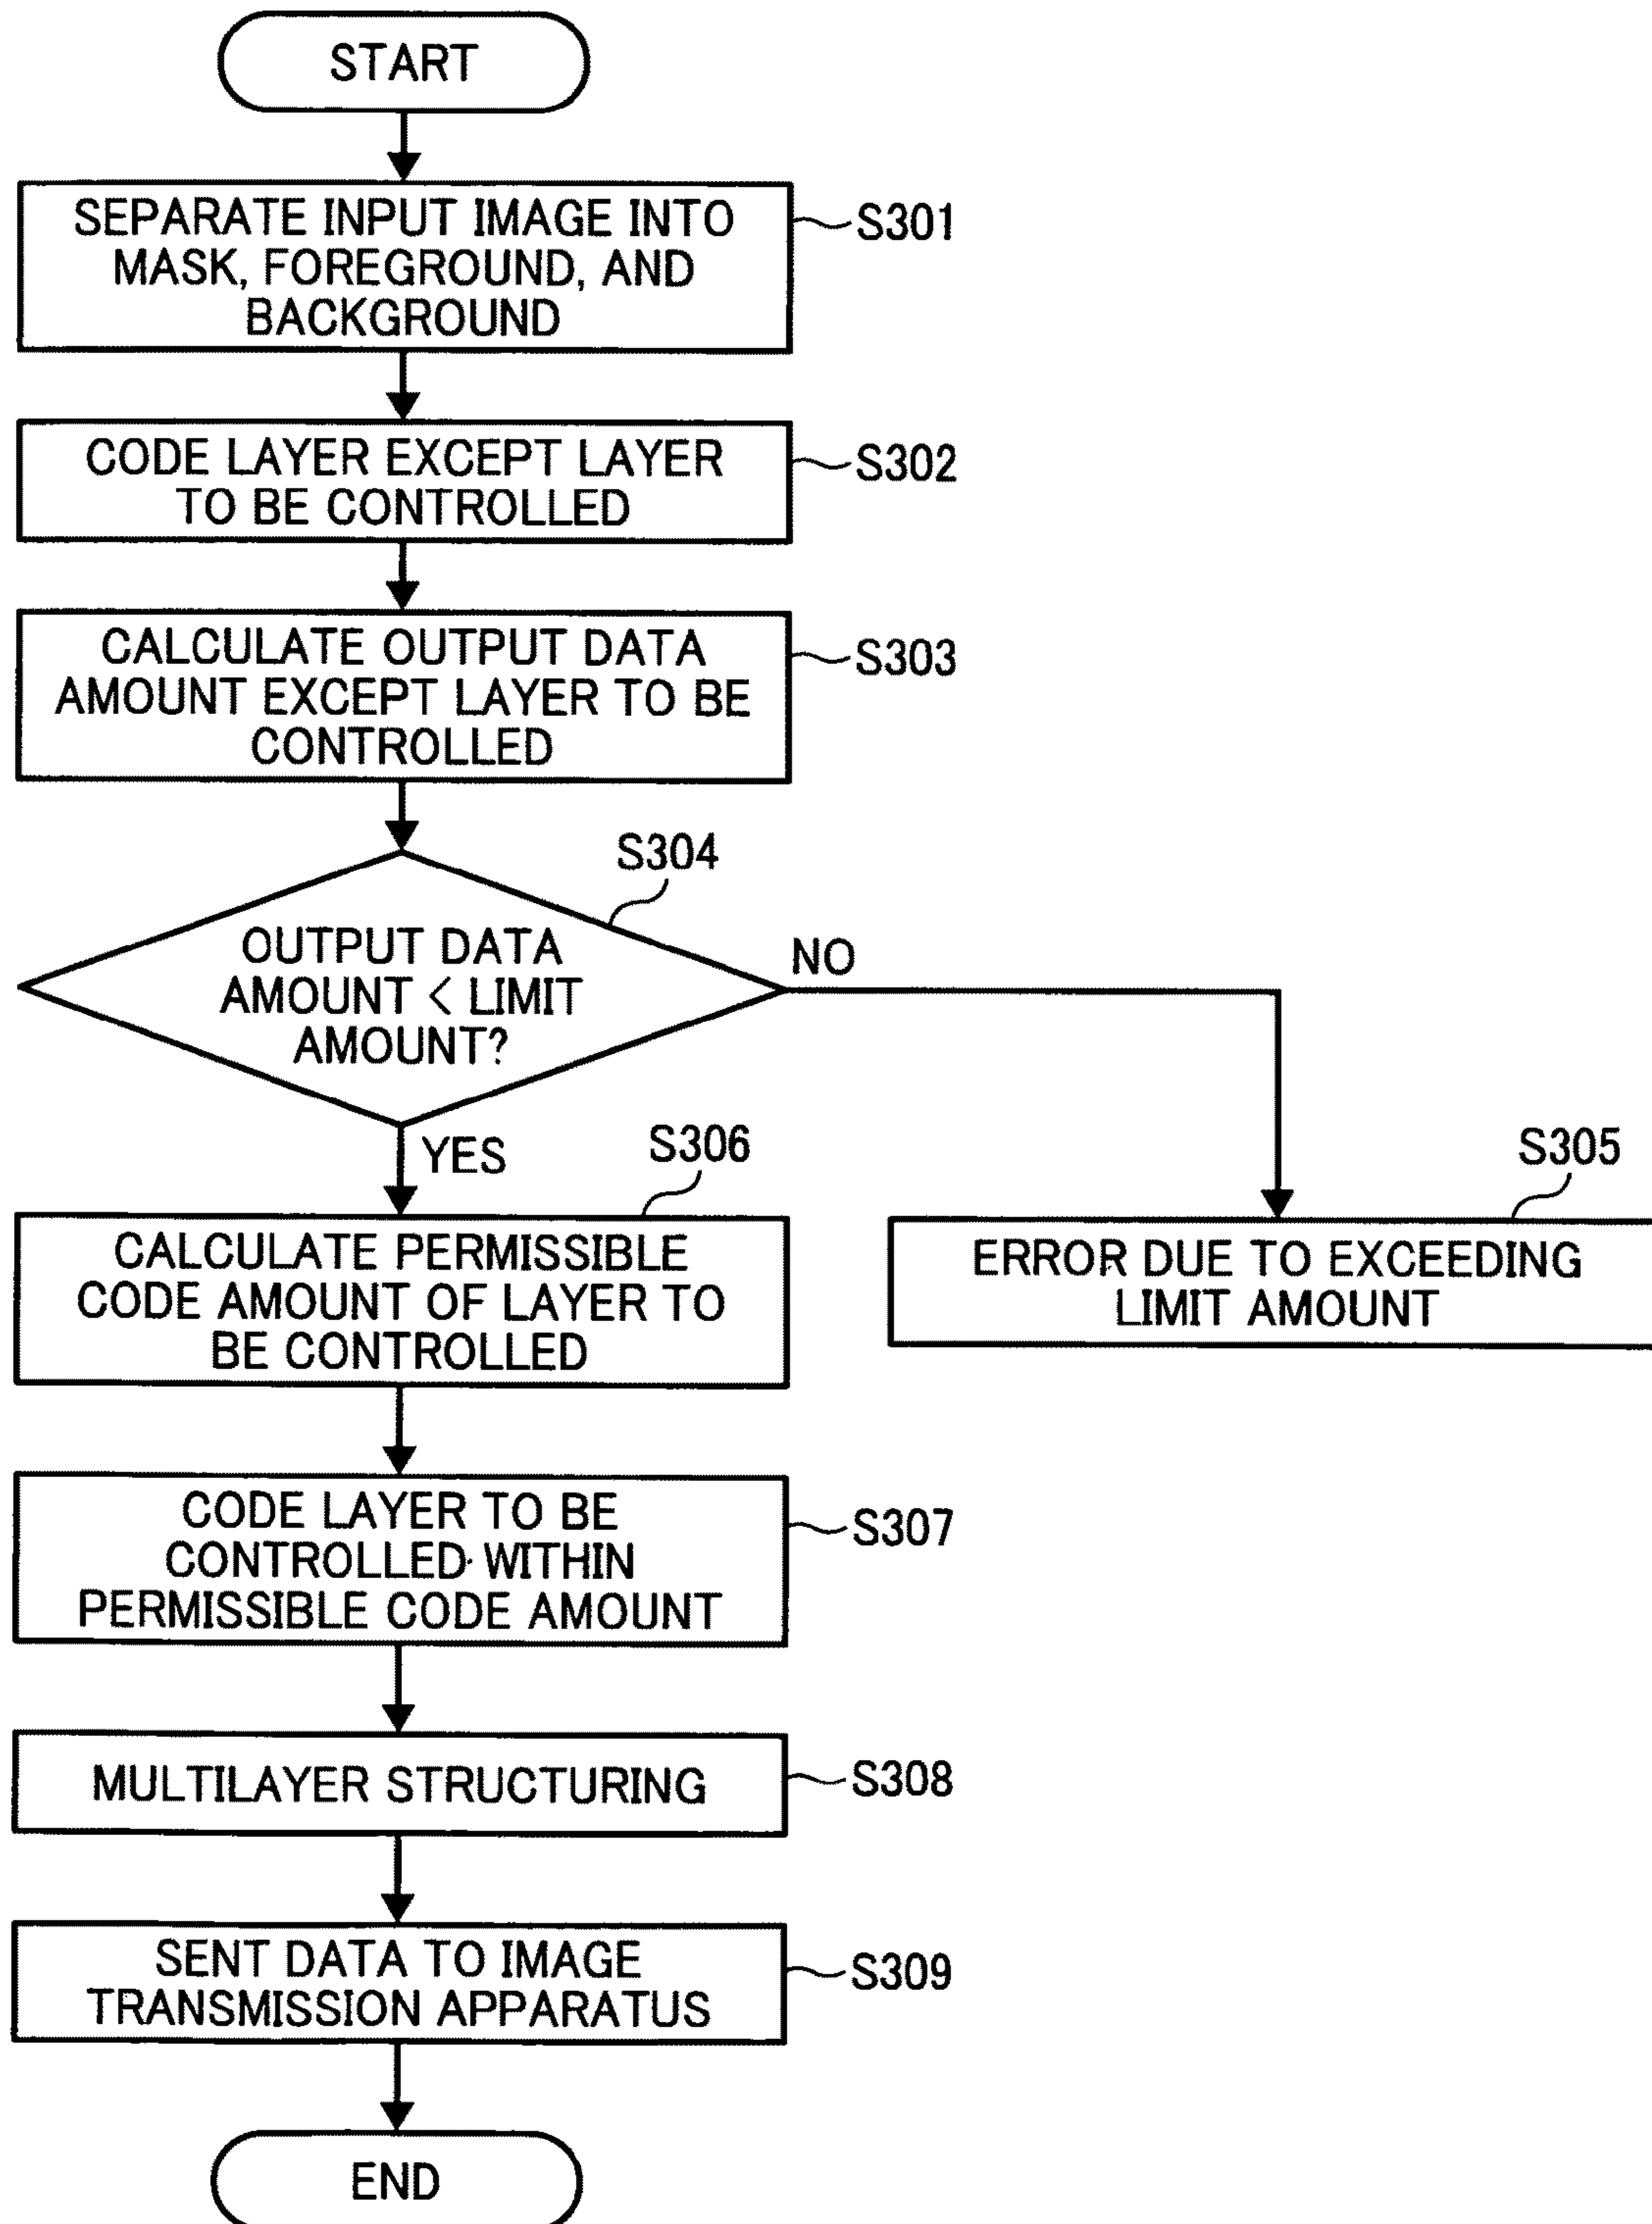 START
SEPARATE INPUT IMAGE INTO
MASK, FOREGROUND, AND
BACKGROUND
S301
CODE LAYER EXCEPT LAYER
TO BE CONTROLLED
S302
CALCULATE OUTPUT DATA
AMOUNT EXCEPT LAYER TO BE
CONTROLLED
S303
S304
OUTPUT DATA
AMOUNT < LIMIT
AMOUNT?
NO
YES
S306
S305
CALCULATE PERMISSIBLE
CODE AMOUNT OF LAYER TO
BE CONTROLLED
ERROR DUE TO EXCEEDING
LIMIT AMOUNT
CODE LAYER TO BE
CONTROLLED WITHIN
PERMISSIBLE CODE AMOUNT
S307
MULTILAYER STRUCTURING
S308
SENT DATA TO IMAGE
TRANSMISSION APPARATUS
S309
END